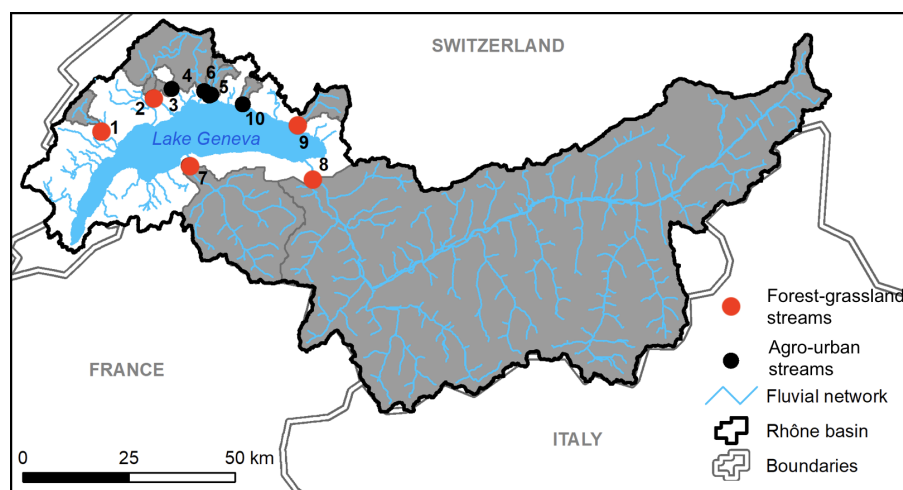 SWITZERLAND
6
4
5
2
3
10
1
Lake Geneva
9
8
7
Forest-grassland
streams
Agro-urban
streams
FRANCE
Fluvial network
Rhône basin
ITALY
Boundaries
0 25 50 km